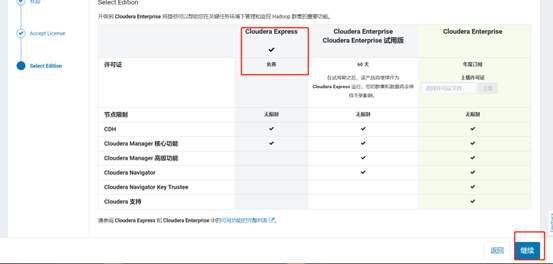 Select Edition
升级到 Cloudera Enterprise 将提供可以帮助您在关键任务环境下管理和监控 Hadoop 群集的重要功能。
Accept License
Select Edition
Cloudera Express
Cloudera Enterprise
Cloudera Enterprise 试用版
Cloudera Enterprise
许可证
免费
60 天
在试用期之后，该产品将继续作为
Cloudera Express 运行。您的群集和数据将会保
持不受影响。
年度订阅
上载许可证
选择许可证文件
上载
节点限制
无限制
无限制
无限制
CDH
Cloudera Manager 核心功能
Cloudera Manager 高级功能
Cloudera Navigator
Cloudera Navigator Key Trustee
Cloudera 支持
请参阅 Cloudera Express 和 Cloudera Enterprise 中的可用功能的完整列表。
返回
继续
Feedback